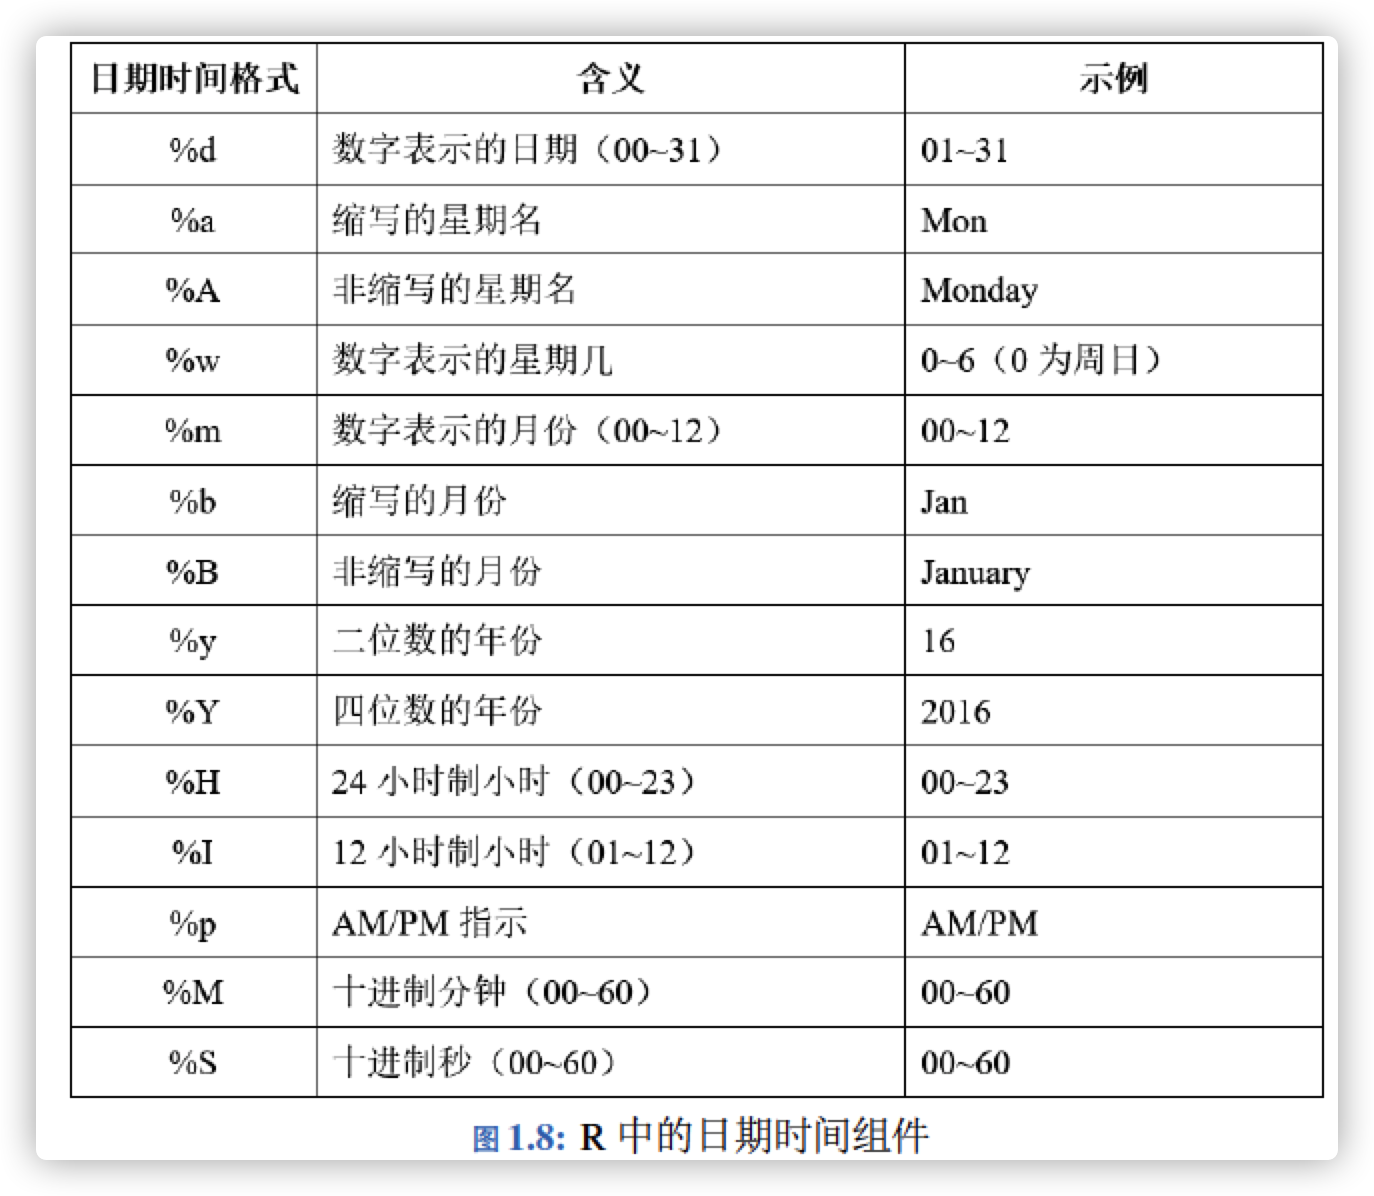 日期时间格式 含义 示例
%d 数字表示的日期（00~31） 01~31
%a 缩写的星期名 Mon
%A 非缩写的星期名 Monday
%w 数字表示的星期几 0~6（0 为周日）
%m 数字表示的月份（00~12） 00~12
%b 缩写的月份 Jan
%B 非缩写的月份 January
%y 二位数的年份 16
%Y 四位数的年份 2016
%H 24 小时制小时（00~23） 00~23
%I 12 小时制小时（01~12） 01~12
%p AM/PM 指示 AM/PM
%M 十进制分钟（00~60） 00~60
%S 十进制秒（00~60） 00~60
图 1.8: R 中的日期时间组件